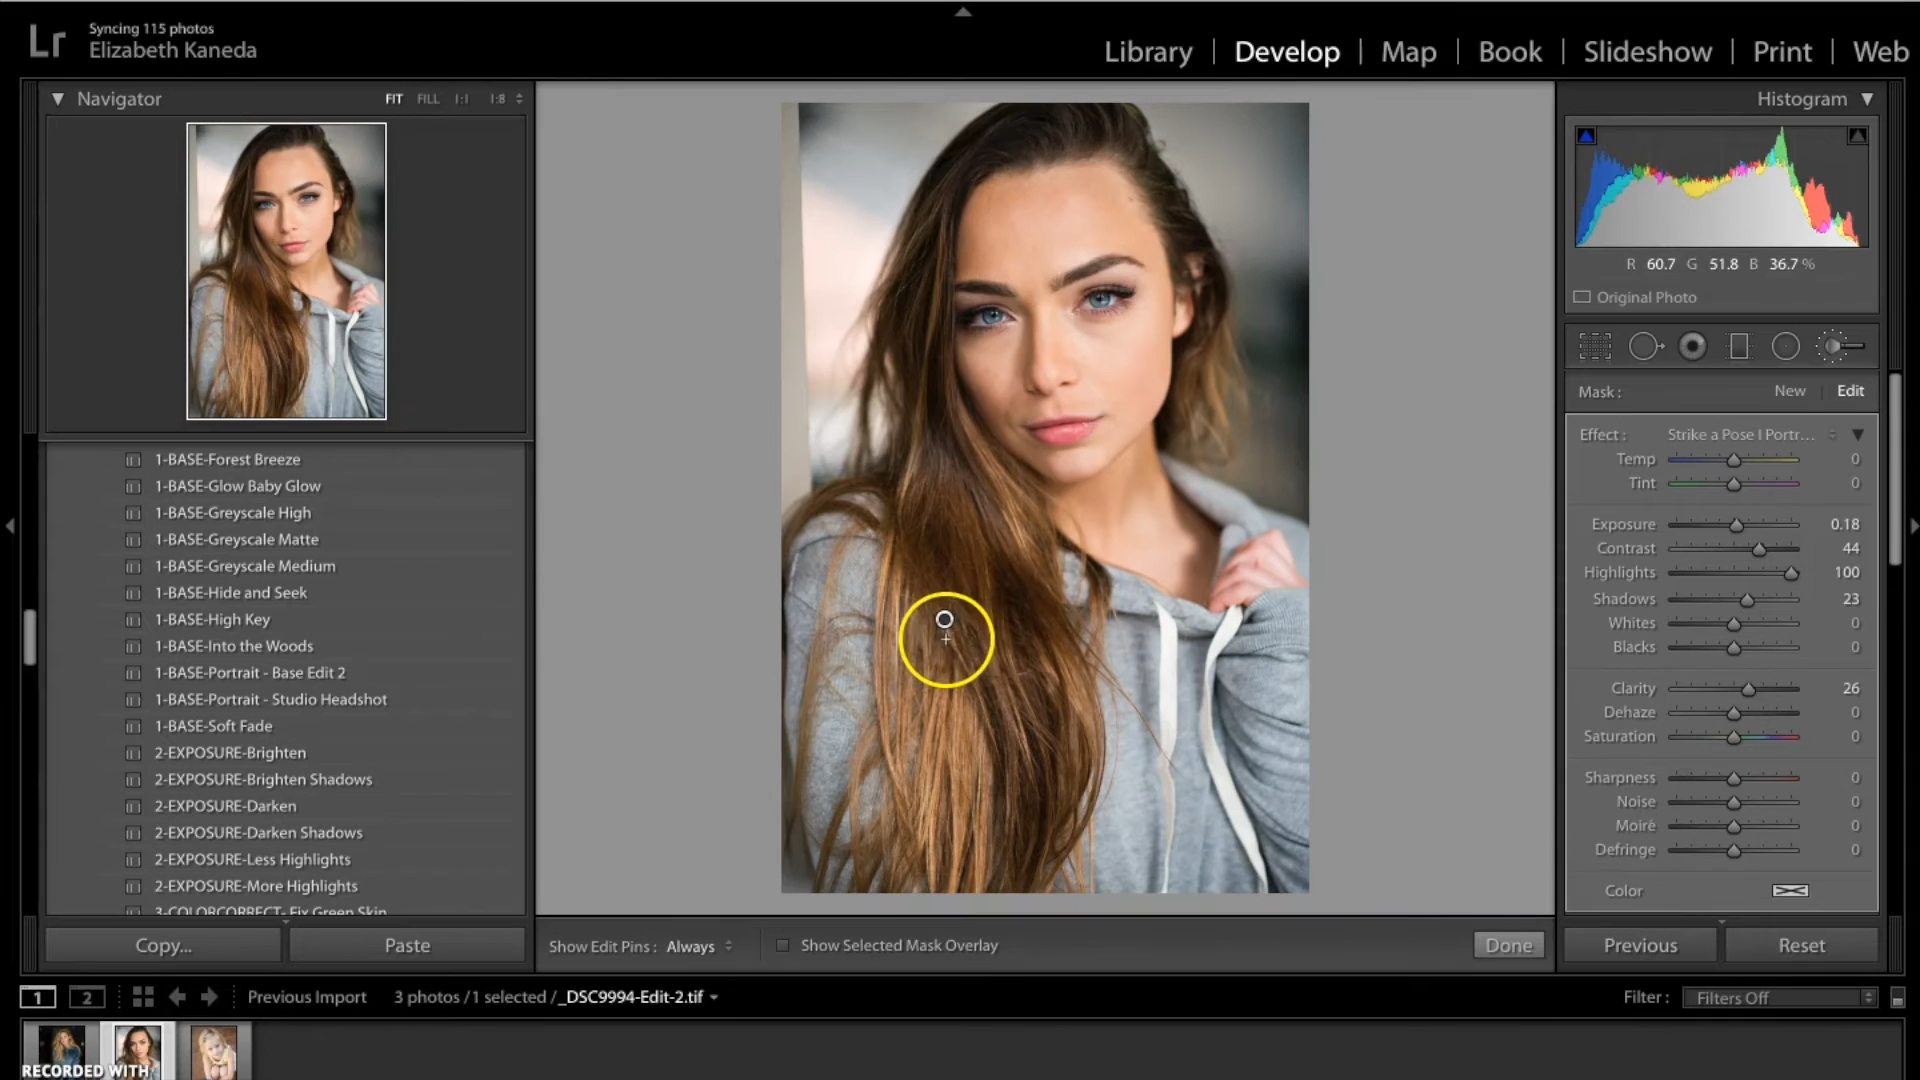 Lr
Syncing 115 photos
Elizabeth Kaneda
Library | Develop | Map | Book | Slideshow | Print | Web
Navigator
FIT FILL 1:1 1:8
1-BASE-Forest Breeze
1-BASE-Glow Baby Glow
1-BASE-Greyscale High
1-BASE-Greyscale Matte
1-BASE-Greyscale Medium
1-BASE-Hide and Seek
1-BASE-High Key
1-BASE-Into the Woods
1-BASE-Portrait - Base Edit 2
1-BASE-Portrait - Studio Headshot
1-BASE-Soft Fade
2-EXPOSURE-Brighten
2-EXPOSURE-Brighten Shadows
2-EXPOSURE-Darken
2-EXPOSURE-Darken Shadows
2-EXPOSURE-Less Highlights
2-EXPOSURE-More Highlights
3-COLORCORRECT- Fix Green Skin
Copy... Paste
Show Edit Pins : Always Show Selected Mask Overlay Done
Histogram
R 60.7 G 51.8 B 36.7 %
Original Photo
Mask : New Edit
Effect : Strike a Pose I Portr...
Temp 0
Tint 0
Exposure 0.18
Contrast 44
Highlights 100
Shadows 23
Whites 0
Blacks 0
Clarity 26
Dehaze 0
Saturation 0
Sharpness 0
Noise 0
Moiré 0
Defringe 0
Color
Previous Reset
1 2 Previous Import 3 photos /1 selected /_DSC9994-Edit-2.tif Filter : Filters Off
RECORDED WITH